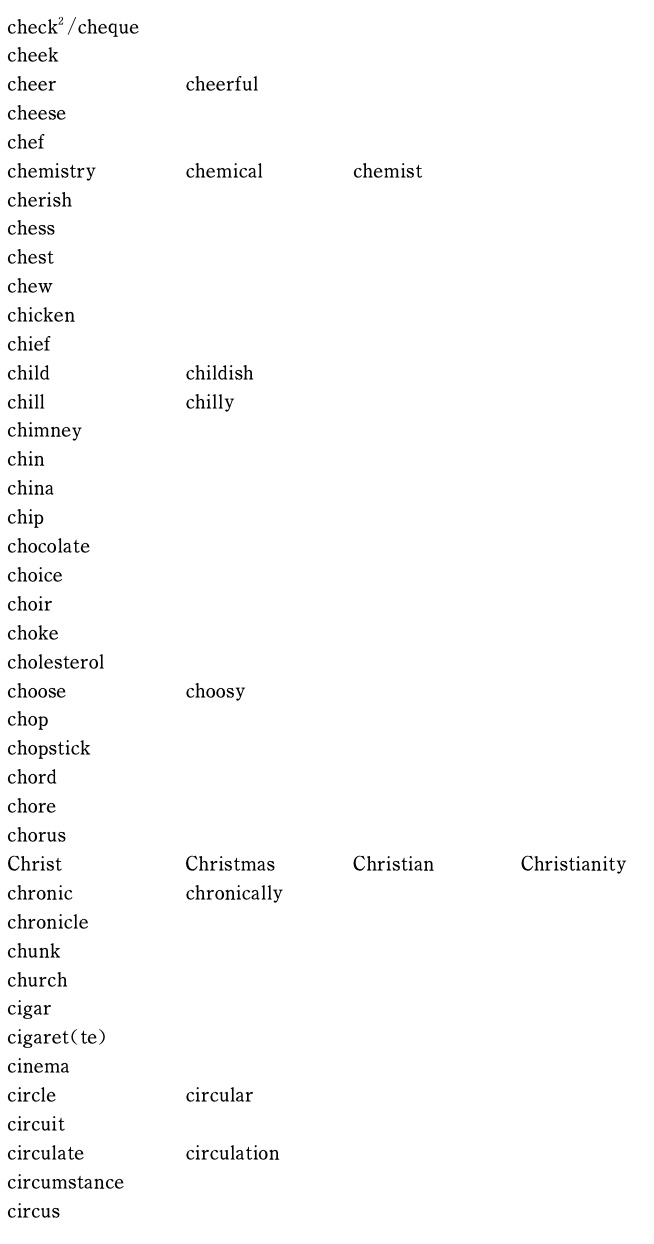 check²/cheque
cheek
cheer cheerful
cheese
chef
chemistry chemical chemist
cherish
chess
chest
chew
chicken
chief
child childish
chill chilly
chimney
chin
china
chip
chocolate
choice
choir
choke
cholesterol
choose choosy
chop
chopstick
chord
chore
chorus
Christ Christmas Christian Christianity
chronic chronically
chronicle
chunk
church
cigar
cigaret(te)
cinema
circle circular
circuit
circulate circulation
circumstance
circus